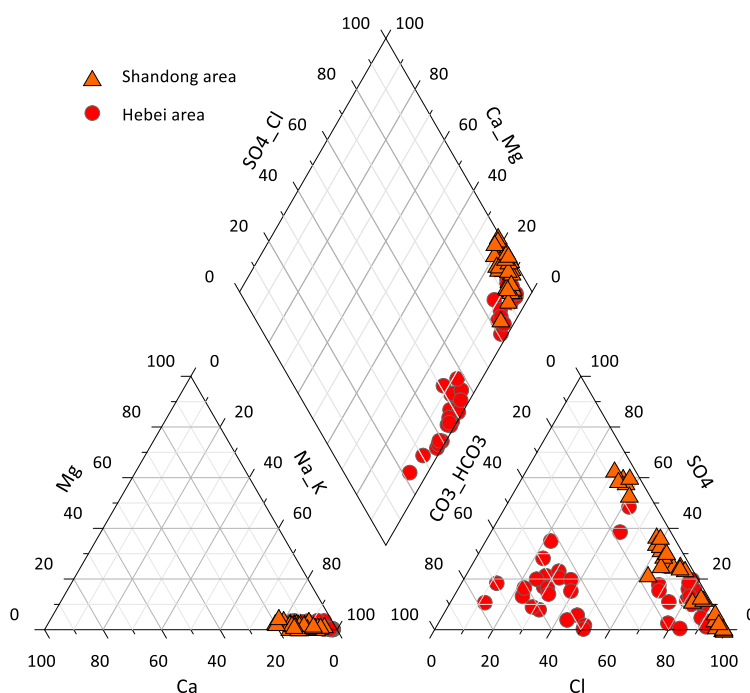 100 100
80 80
60 60
40 40
20 20
0 0
SO4_Cl
Ca_Mg
Shandong area
Hebei area
100 0
80 20
60 40
40 60
20 80
0 100
Mg
Na_K
100 80 60 40 20 0
Ca
0 100
20 80
40 60
60 40
80 20
100 0
CO3_HCO3
SO4
0 20 40 60 80 100
Cl